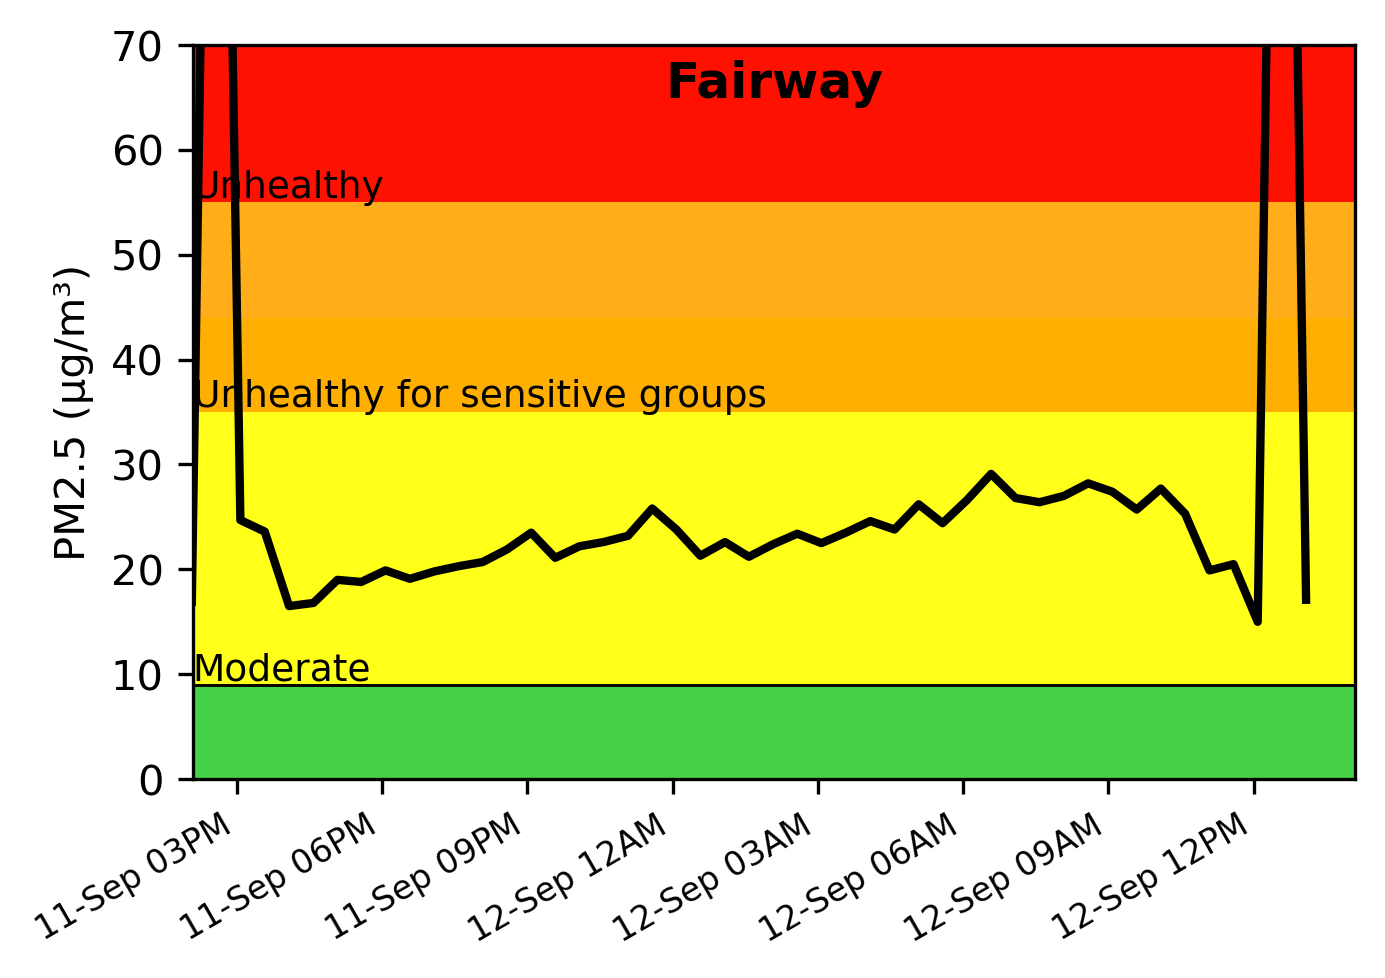 Fairway
PM2.5 (µg/m³)
70
60
Unhealthy
50
40
Unhealthy for sensitive groups
30
20
10
Moderate
0
11-Sep 03PM
11-Sep 06PM
11-Sep 09PM
12-Sep 12AM
12-Sep 03AM
12-Sep 06AM
12-Sep 09AM
12-Sep 12PM